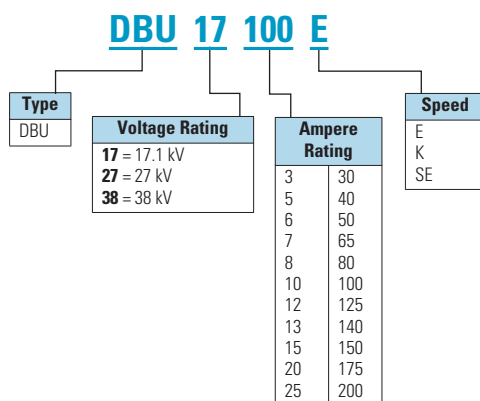 DBU 17 100 E
Type
DBU
Voltage Rating
17 = 17.1 kV
27 = 27 kV
38 = 38 kV
Ampere
Rating
3 30
5 40
6 50
7 65
8 80
10 100
12 125
13 140
15 150
20 175
25 200
Speed
E
K
SE